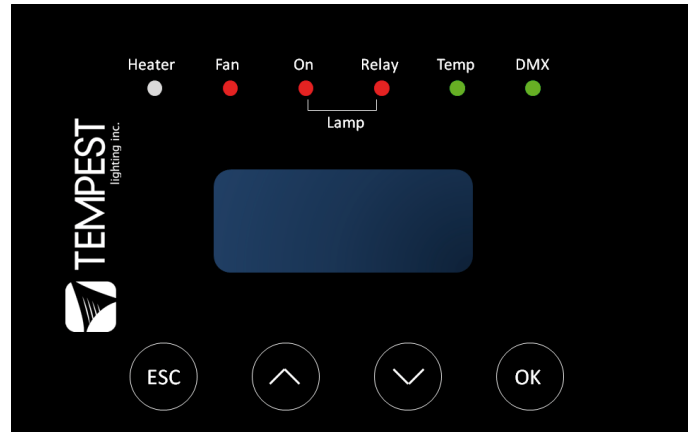 Heater Fan On Relay Temp DMX
Lamp
TEMPEST
lighting inc.
ESC OK